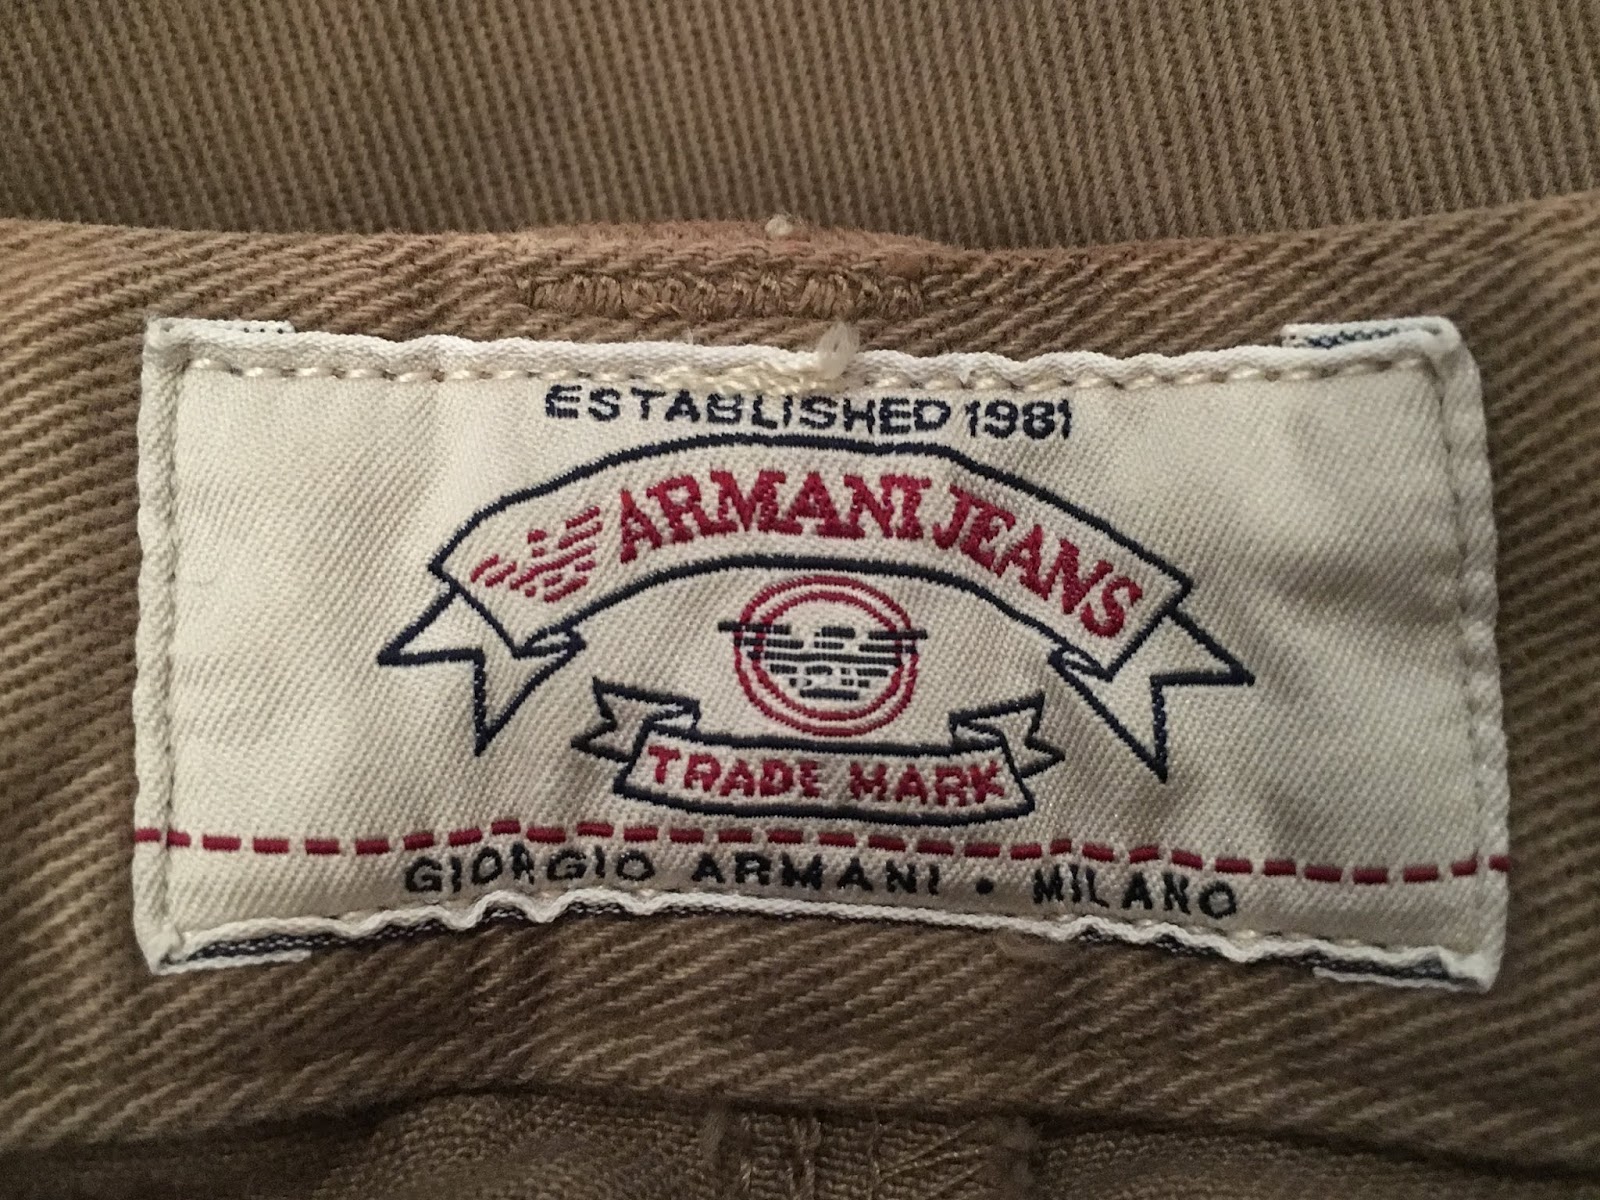 ESTABLISHED 1981
ARMANI JEANS
TRADE MARK
GIORGIO ARMANI • MILANO